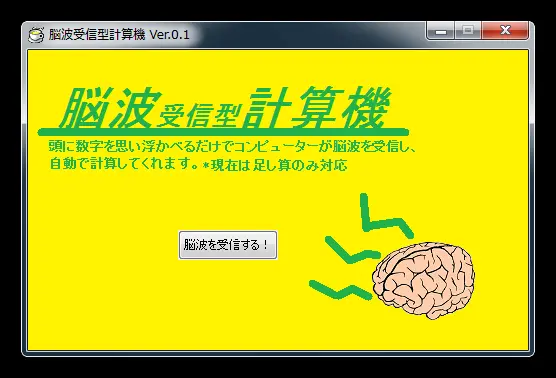 脳波受信型計算機 Ver.0.1
脳波受信型計算機
頭に数字を思い浮かべるだけでコンピューターが脳波を受信し、
自動で計算してくれます。*現在は足し算のみ対応
脳波を受信する！